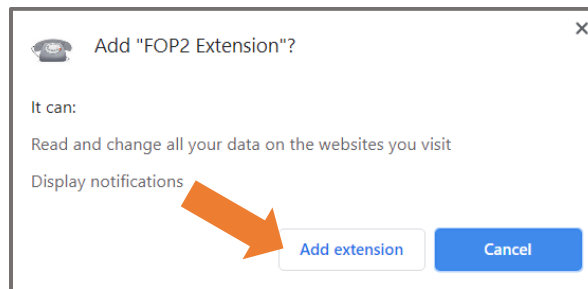 Add "FOP2 Extension"?
It can:
Read and change all your data on the websites you visit
Display notifications
Add extension Cancel